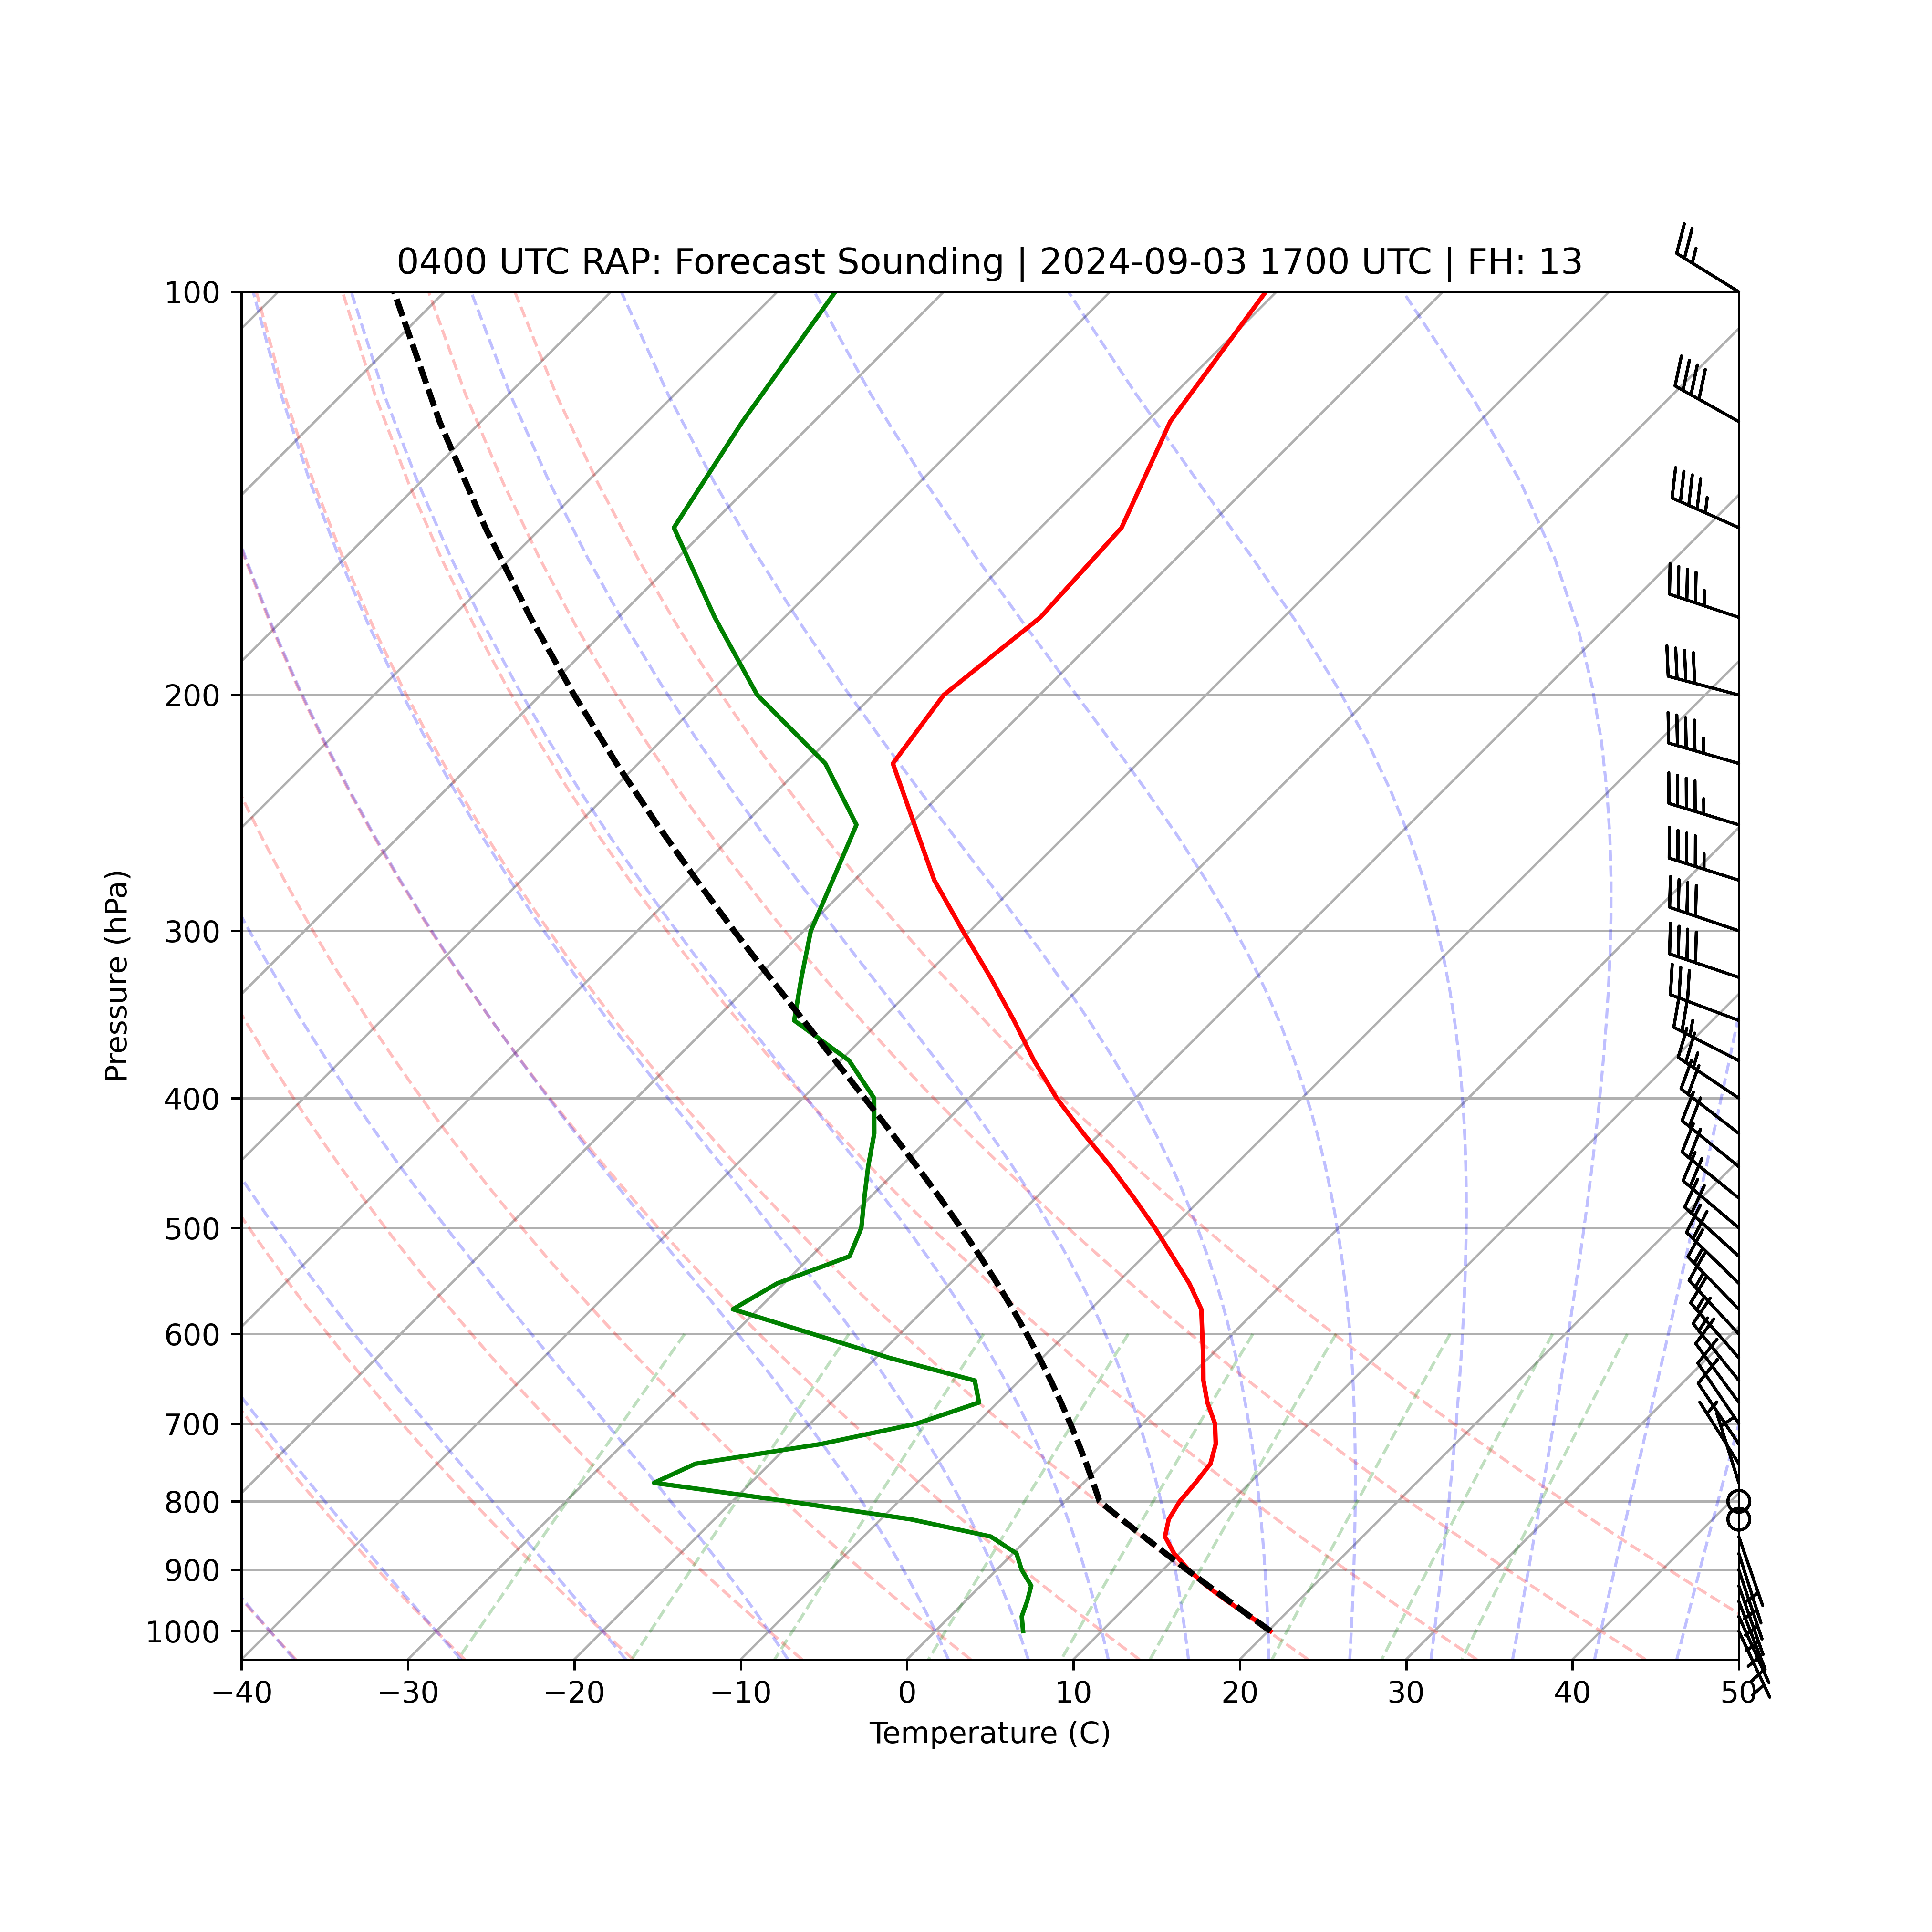 0400 UTC RAP: Forecast Sounding | 2024-09-03 1700 UTC | FH: 13
100
200
300
400
500
600
700
800
900
1000
Pressure (hPa)
−40 −30 −20 −10 0 10 20 30 40 50
Temperature (C)